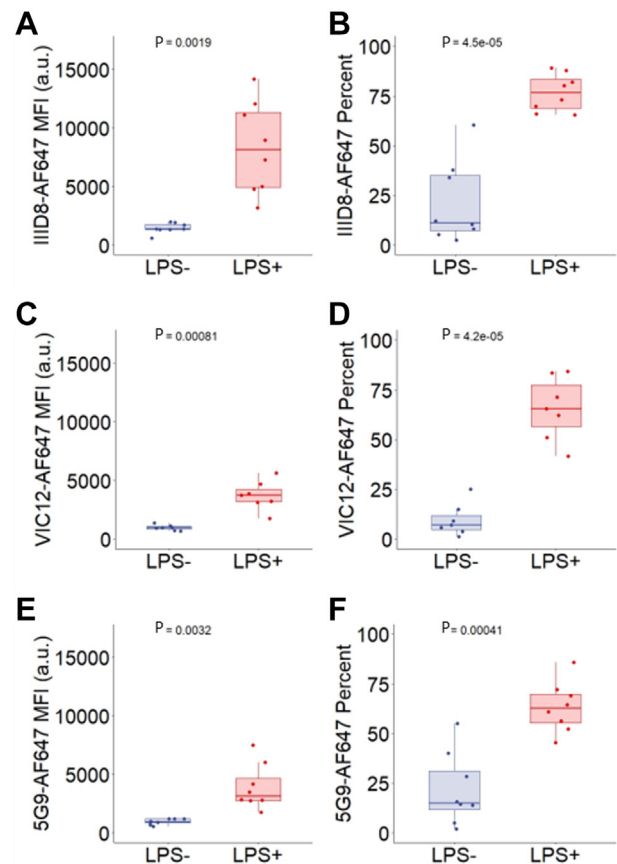 A
P = 0.0019
IIID8-AF647 MFI (a.u.)
15000
10000
5000
0
LPS-
LPS+
B
P = 4.5e-05
IIID8-AF647 Percent
100
75
50
25
0
LPS-
LPS+
C
P = 0.00081
VIC12-AF647 MFI (a.u.)
15000
10000
5000
0
LPS-
LPS+
D
P = 4.2e-05
VIC12-AF647 Percent
100
75
50
25
0
LPS-
LPS+
E
P = 0.0032
5G9-AF647 MFI (a.u.)
15000
10000
5000
0
LPS-
LPS+
F
P = 0.00041
5G9-AF647 Percent
100
75
50
25
0
LPS-
LPS+